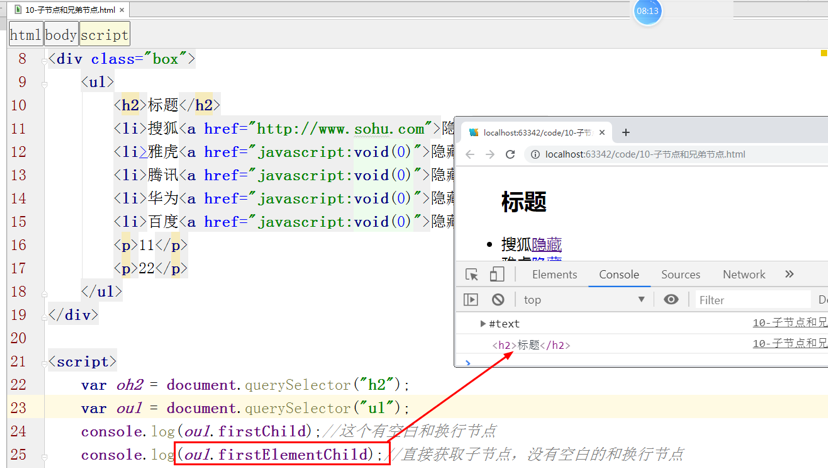 10-子节点和兄弟节点.html
08:13
html body script
8 <div class="box">
9 <ul>
10 <h2>标题</h2>
11 <li>搜狐<a href="http://www.sohu.com">隐藏
12 <li>雅虎<a href="javascript:void(0)">隐藏
13 <li>腾讯<a href="javascript:void(0)">隐藏
14 <li>华为<a href="javascript:void(0)">隐藏
15 <li>百度<a href="javascript:void(0)">隐藏
16 <p>11</p>
17 <p>22</p>
18 </ul>
19 </div>
20
21 <script>
22 var oh2 = document.querySelector("h2");
23 var oul = document.querySelector("ul");
24 console.log(oul.firstChild);//这个有空白和换行节点
25 console.log(oul.firstElementChild);//直接获取子节点，没有空白的和换行节点
localhost:63342/code/10-子节
localhost:63342/code/10-子节点和兄弟节点.html
标题
搜狐隐藏
雅虎隐藏
Elements Console Sources Network »
top Filter
#text 10-子节点和兄
<h2>标题</h2> 10-子节点和兄